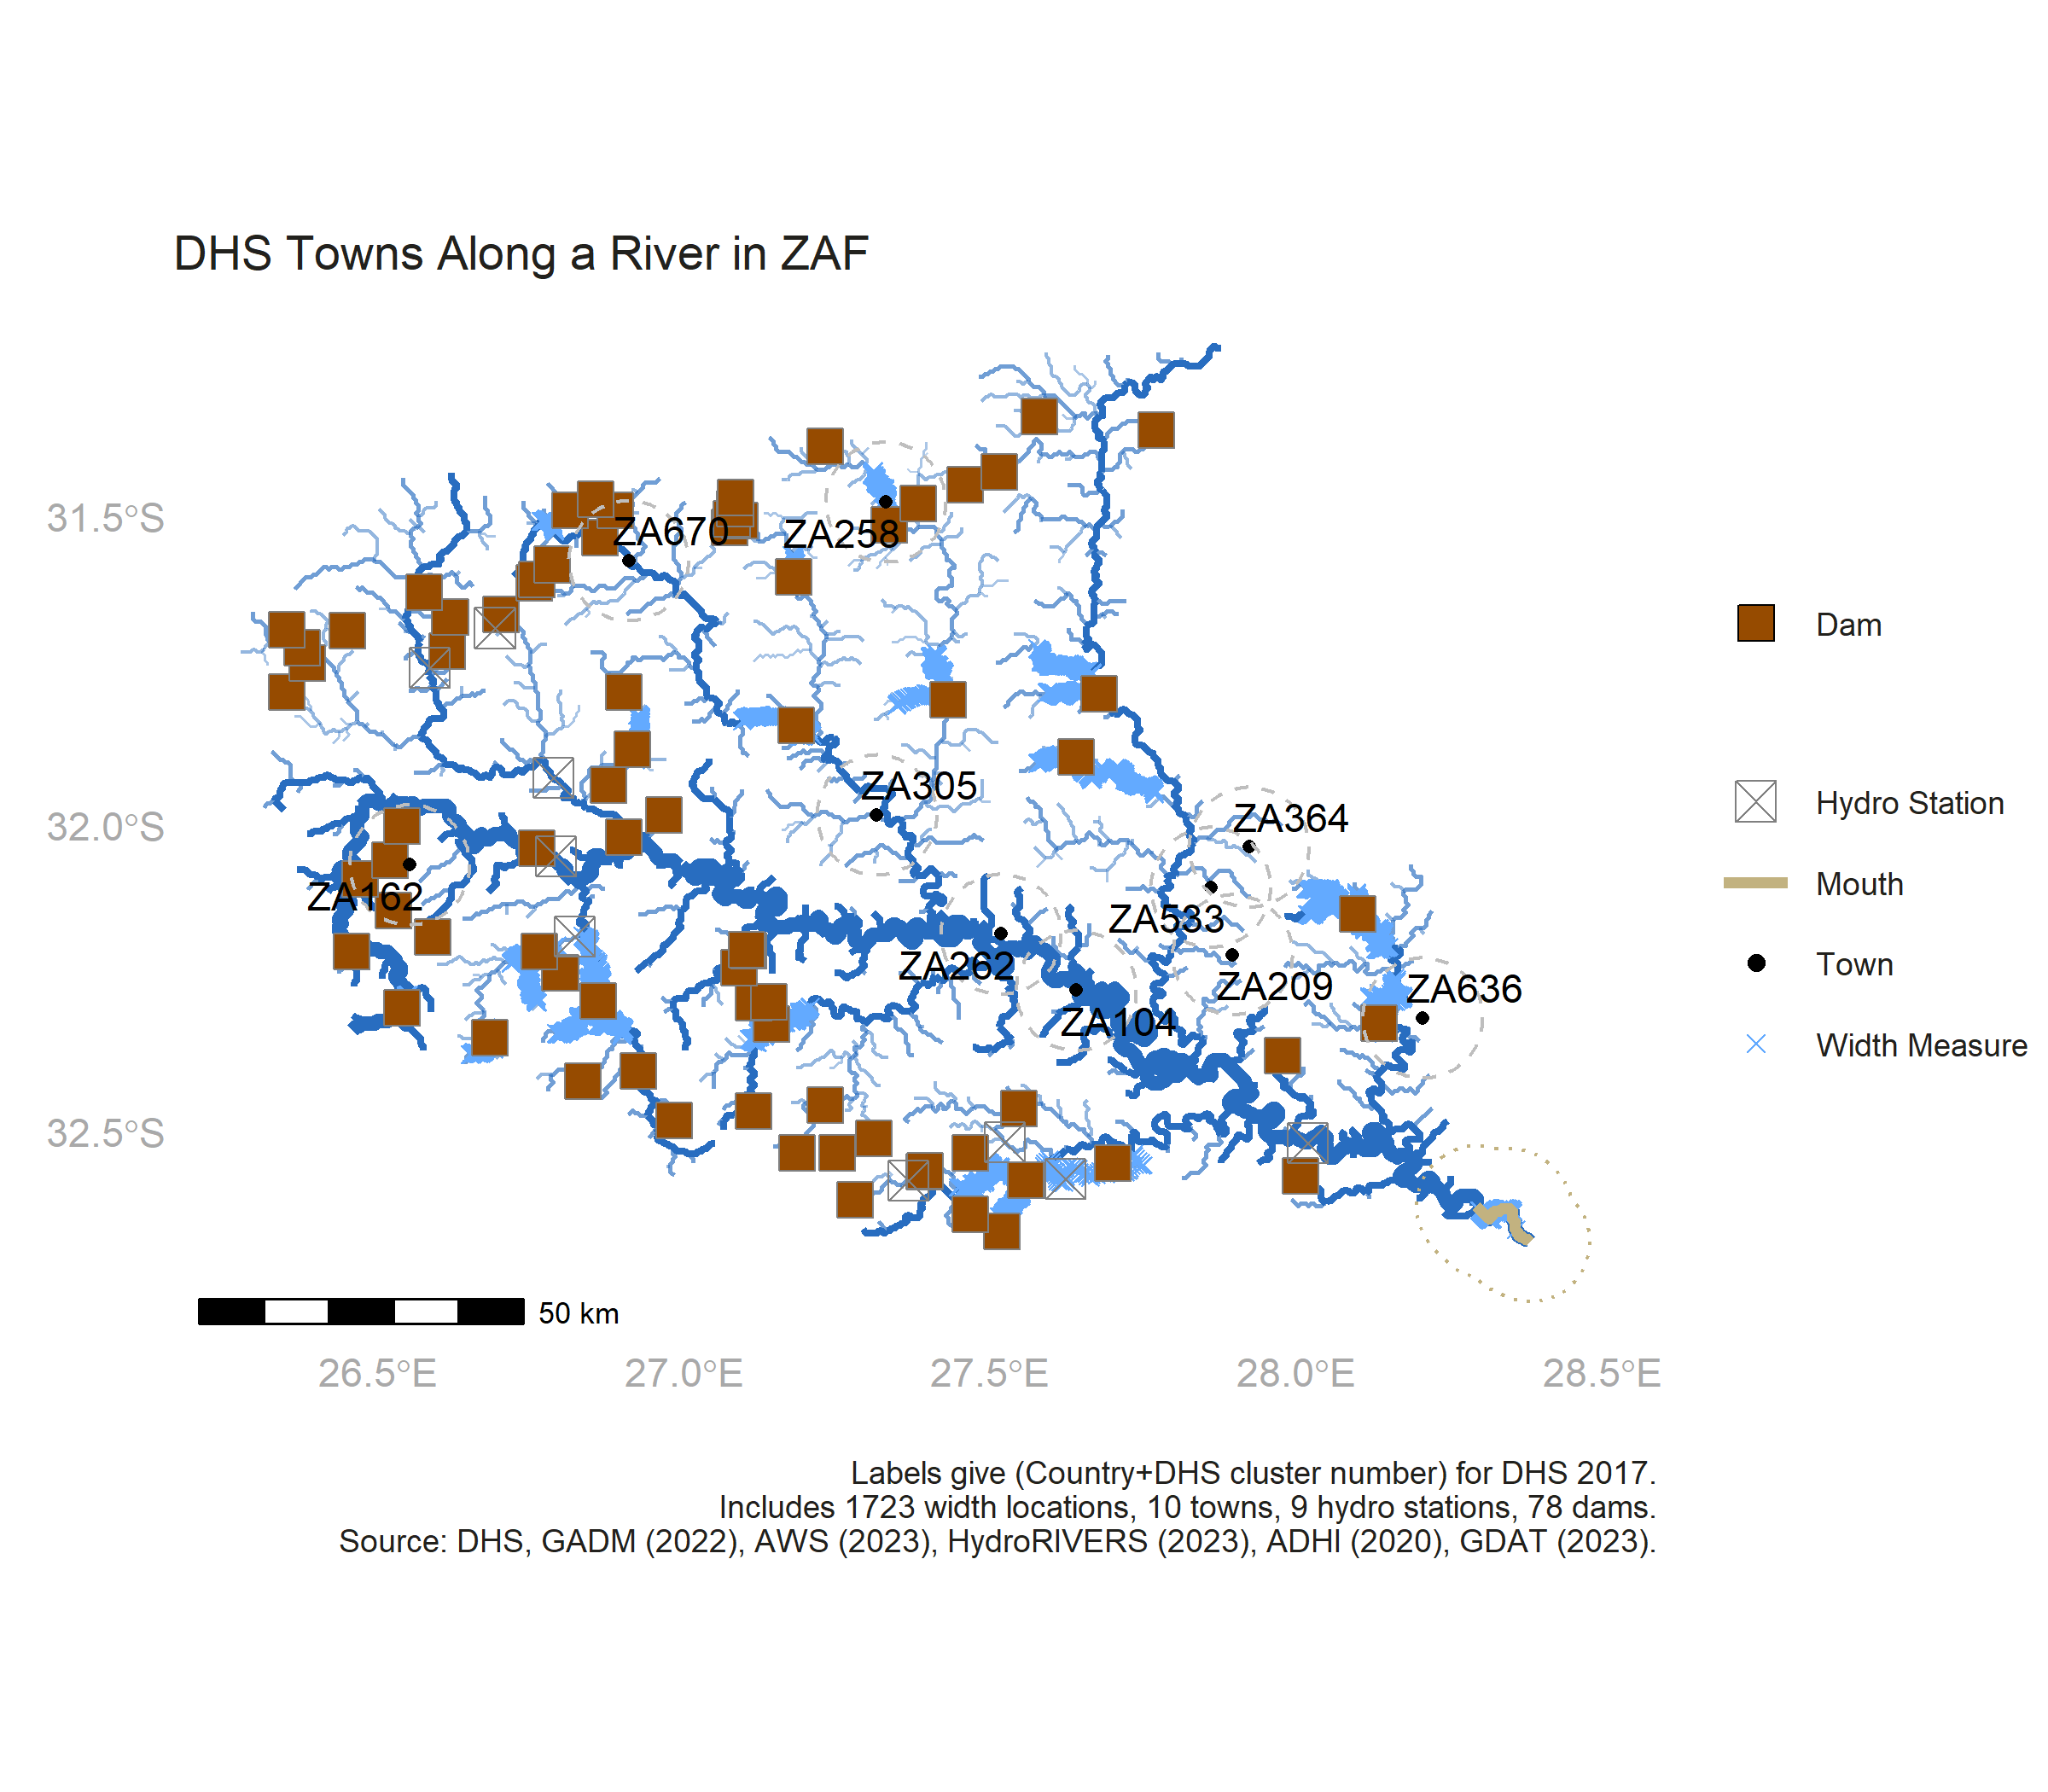 DHS Towns Along a River in ZAF
31.5°S
32.0°S
32.5°S
ZA670
ZA258
ZA305
ZA364
ZA162
ZA533
ZA262
ZA209
ZA636
ZA104
Dam
Hydro Station
Mouth
Town
Width Measure
50 km
26.5°E
27.0°E
27.5°E
28.0°E
28.5°E
Labels give (Country+DHS cluster number) for DHS 2017.
Includes 1723 width locations, 10 towns, 9 hydro stations, 78 dams.
Source: DHS, GADM (2022), AWS (2023), HydroRIVERS (2023), ADHI (2020), GDAT (2023).